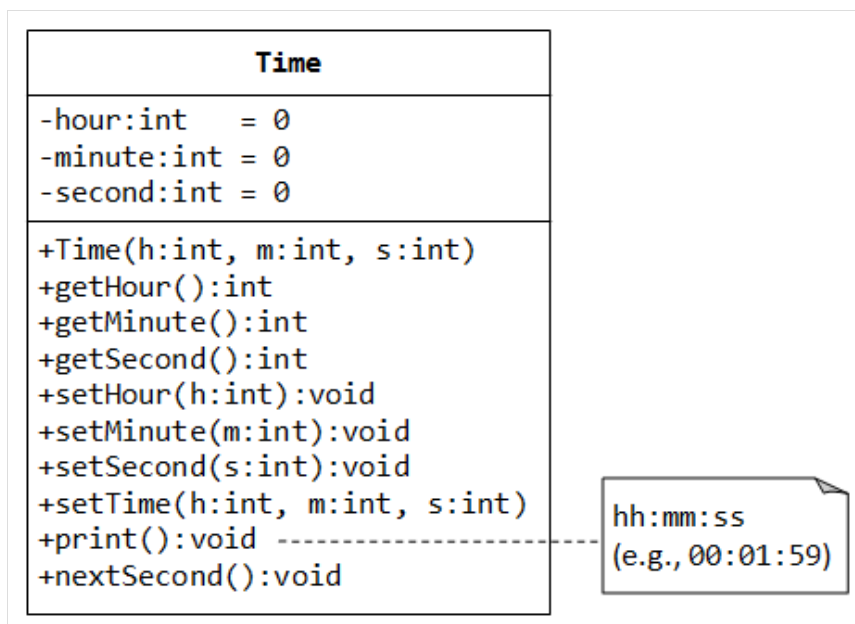 Time
-hour:int   = 0
-minute:int = 0
-second:int = 0
+Time(h:int, m:int, s:int)
+getHour():int
+getMinute():int
+getSecond():int
+setHour(h:int):void
+setMinute(m:int):void
+setSecond(s:int):void
+setTime(h:int, m:int, s:int)
+print():void
+nextSecond():void
hh:mm:ss
(e.g., 00:01:59)